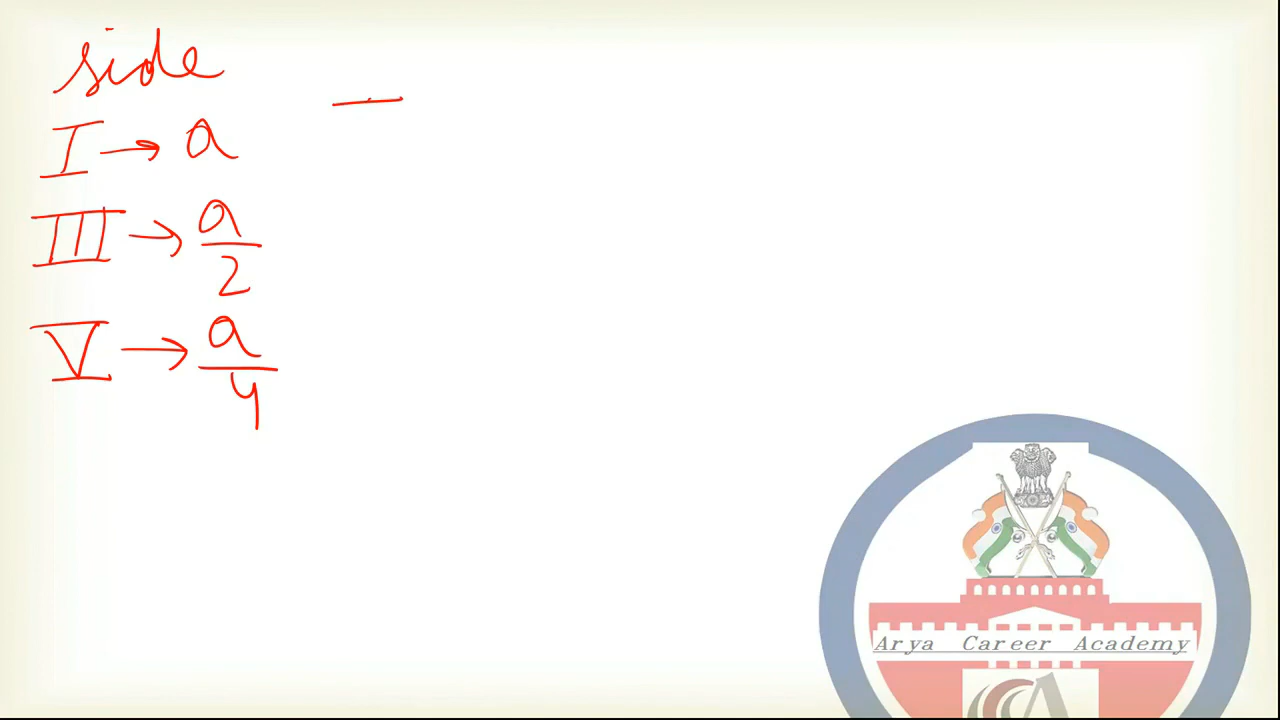 side
I → a
III → a/2
V → a/4
Arya Career Academy